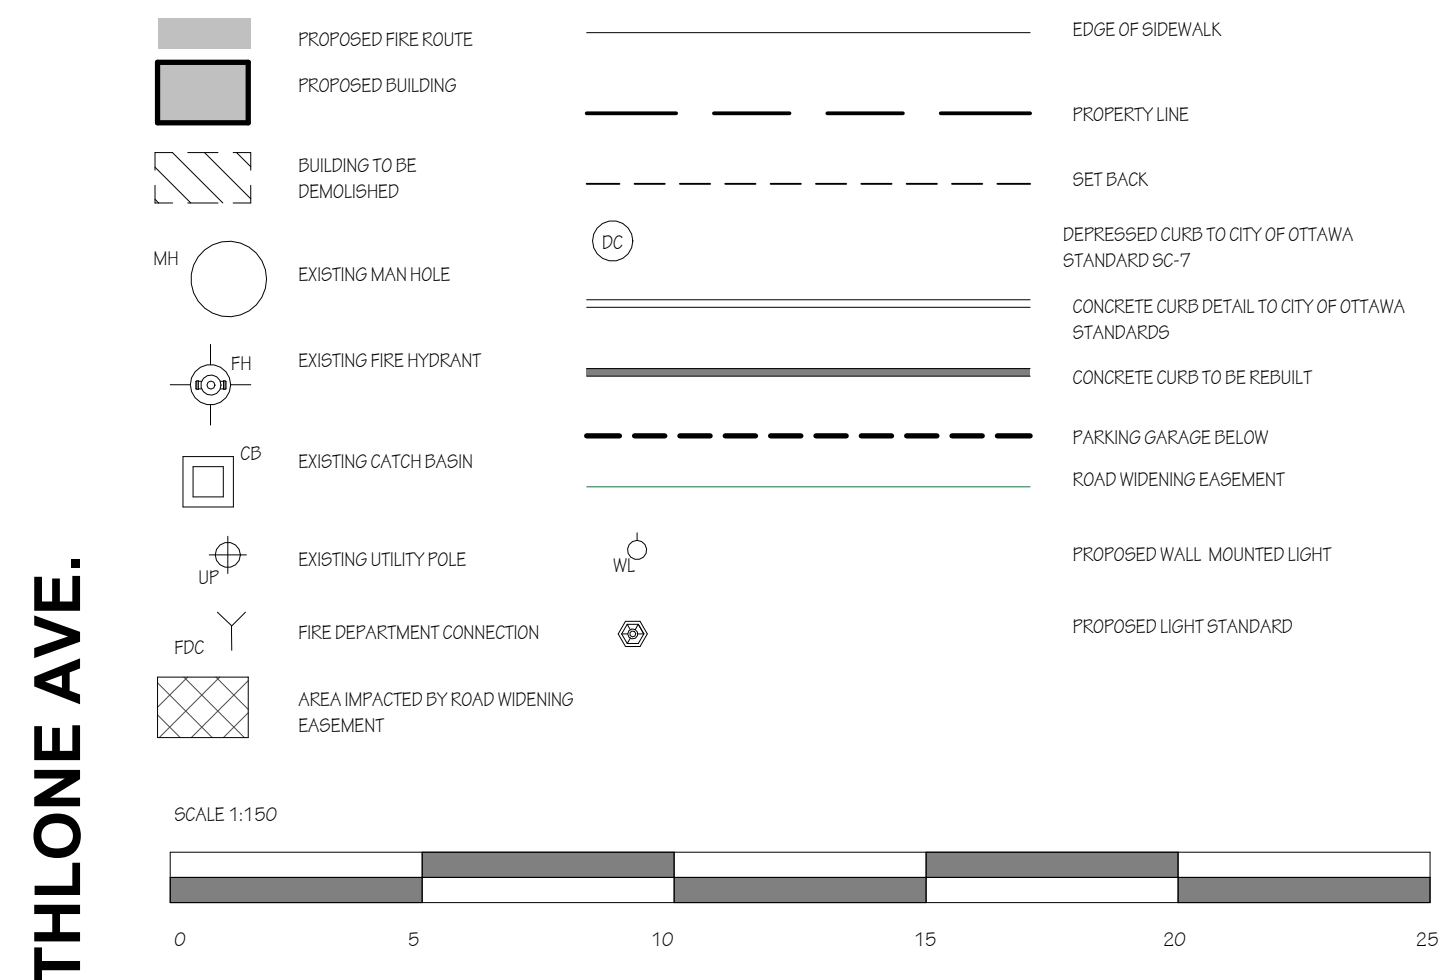 PROPOSED FIRE ROUTE
PROPOSED BUILDING
BUILDING TO BE
DEMOLISHED
MH
EXISTING MAN HOLE
FH
EXISTING FIRE HYDRANT
CB
EXISTING CATCH BASIN
UP
EXISTING UTILITY POLE
FDC
FIRE DEPARTMENT CONNECTION
AREA IMPACTED BY ROAD WIDENING
EASEMENT
EDGE OF SIDEWALK
PROPERTY LINE
SET BACK
DC
DEPRESSED CURB TO CITY OF OTTAWA
STANDARD SC-7
CONCRETE CURB DETAIL TO CITY OF OTTAWA
STANDARDS
CONCRETE CURB TO BE REBUILT
PARKING GARAGE BELOW
ROAD WIDENING EASEMENT
WL
PROPOSED WALL MOUNTED LIGHT
PROPOSED LIGHT STANDARD
SCALE 1:150
0 5 10 15 20 25
THLONE AVE.